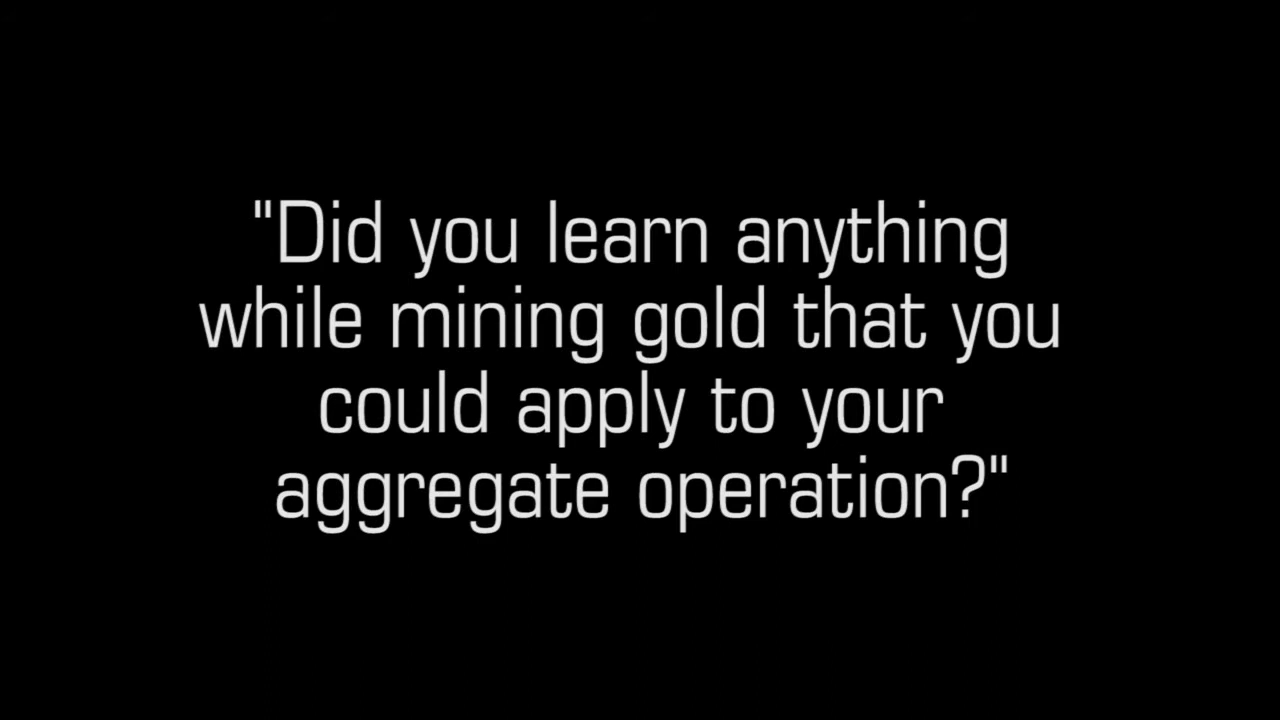 "Did you learn anything
while mining gold that you
could apply to your
aggregate operation?"